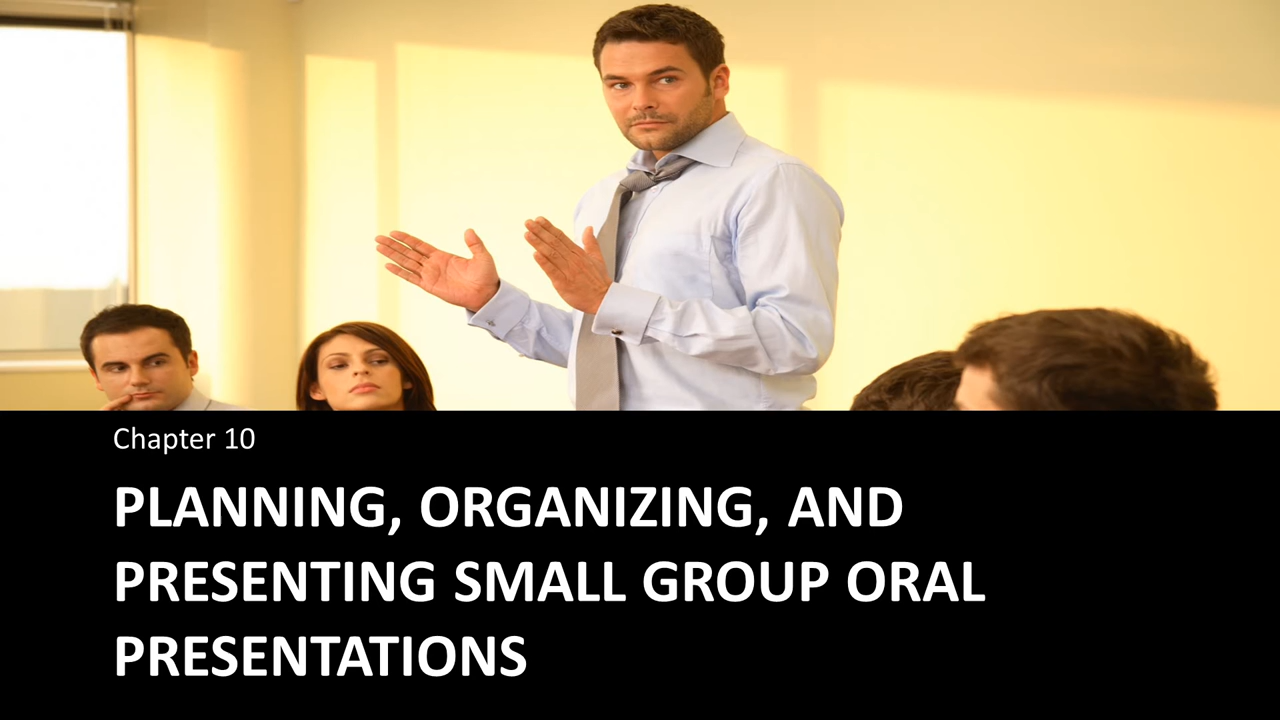 Chapter 10
PLANNING, ORGANIZING, AND
PRESENTING SMALL GROUP ORAL
PRESENTATIONS